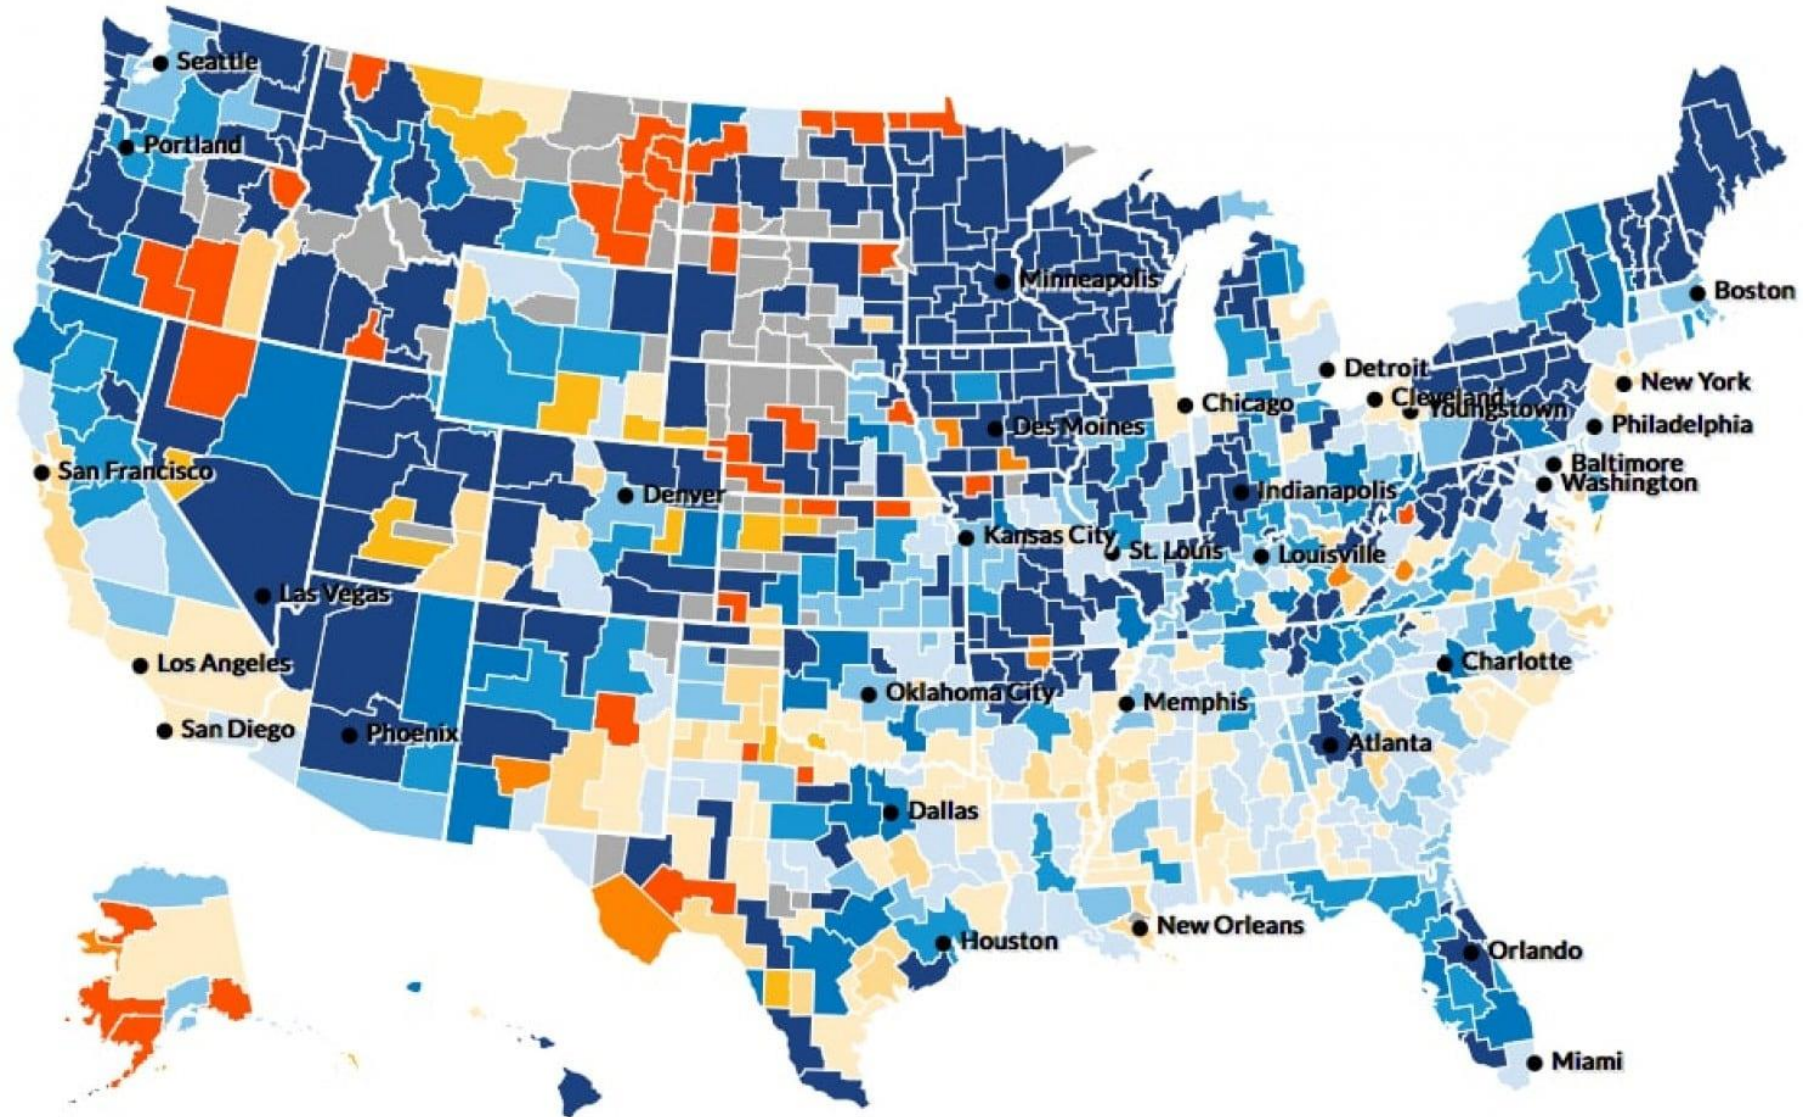 Seattle
Portland
Minneapolis
Boston
Detroit
New York
Cleveland
Youngstown
Chicago
Des Moines
Philadelphia
San Francisco
Baltimore
Washington
Denver
Indianapolis
Kansas City
St. Louis
Louisville
Las Vegas
Los Angeles
Charlotte
Oklahoma City
Memphis
San Diego
Phoenix
Atlanta
Dallas
New Orleans
Houston
Orlando
Miami